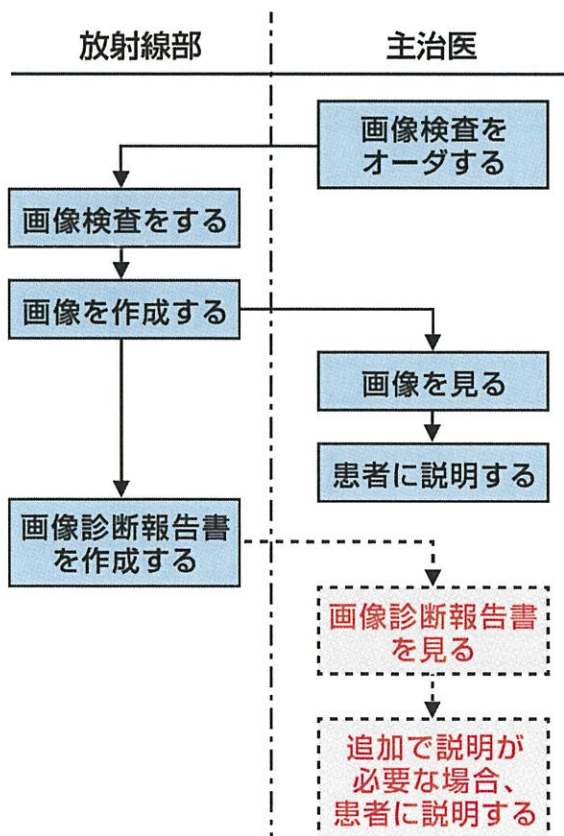 放射線部
主治医
画像検査を
オーダする
画像検査をする
画像を作成する
画像を見る
患者に説明する
画像診断報告書
を作成する
画像診断報告書
を見る
追加で説明が
必要な場合、
患者に説明する